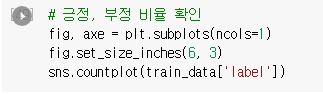 # 긍정, 부정 비율 확인
fig, axe = plt.subplots(ncols=1)
fig.set_size_inches(6, 3)
sns.countplot(train_data['label'])